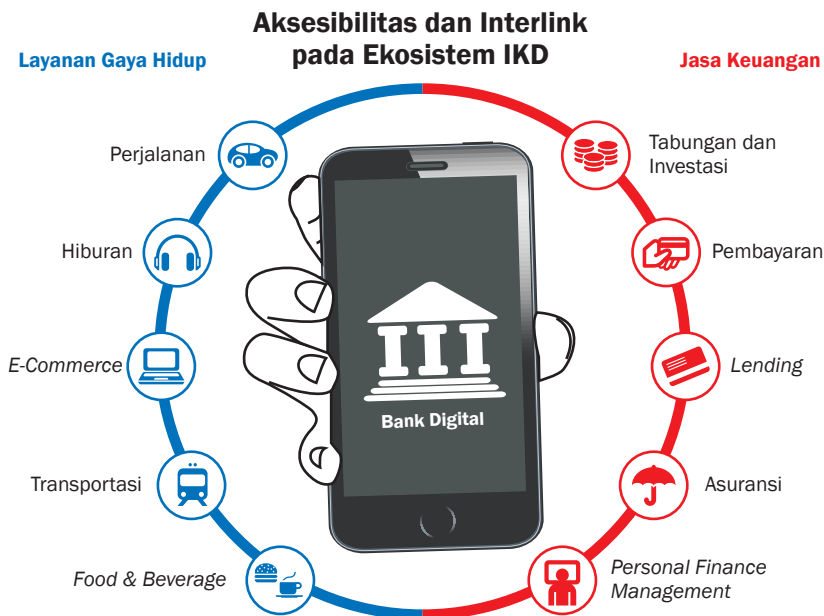 Aksesibilitas dan Interlink
pada Ekosistem IKD
Layanan Gaya Hidup
Jasa Keuangan
Perjalanan
Hiburan
E-Commerce
Transportasi
Food & Beverage
Bank Digital
Tabungan dan
Investasi
Pembayaran
Lending
Asuransi
Personal Finance
Management